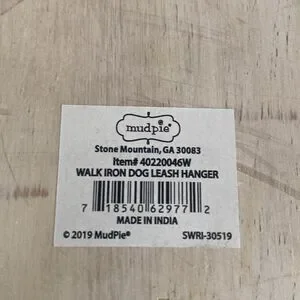 mudpie®
Stone Mountain, GA 30083
Item# 40220046W
WALK IRON DOG LEASH HANGER
7 18540 62977 2
MADE IN INDIA
© 2019 MudPie® SWRI-30519